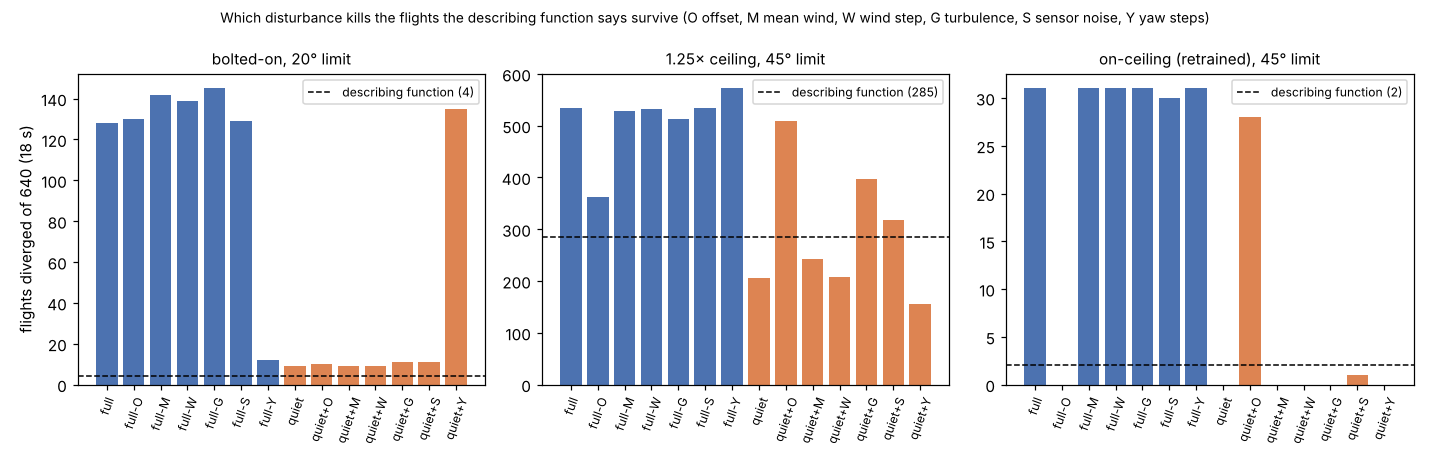 Which disturbance kills the flights the describing function says survive (O offset, M mean wind, W wind step, G turbulence, S sensor noise, Y yaw steps)
bolted-on, 20° limit
1.25× ceiling, 45° limit
on-ceiling (retrained), 45° limit
flights diverged of 640 (18 s)
describing function (4)
140
120
100
80
60
40
20
0
full
full-O
full-M
full-W
full-G
full-S
full-Y
quiet
quiet+O
quiet+M
quiet+W
quiet+G
quiet+S
quiet+Y
describing function (285)
600
500
400
300
200
100
0
full
full-O
full-M
full-W
full-G
full-S
full-Y
quiet
quiet+O
quiet+M
quiet+W
quiet+G
quiet+S
quiet+Y
describing function (2)
30
25
20
15
10
5
0
full
full-O
full-M
full-W
full-G
full-S
full-Y
quiet
quiet+O
quiet+M
quiet+W
quiet+G
quiet+S
quiet+Y